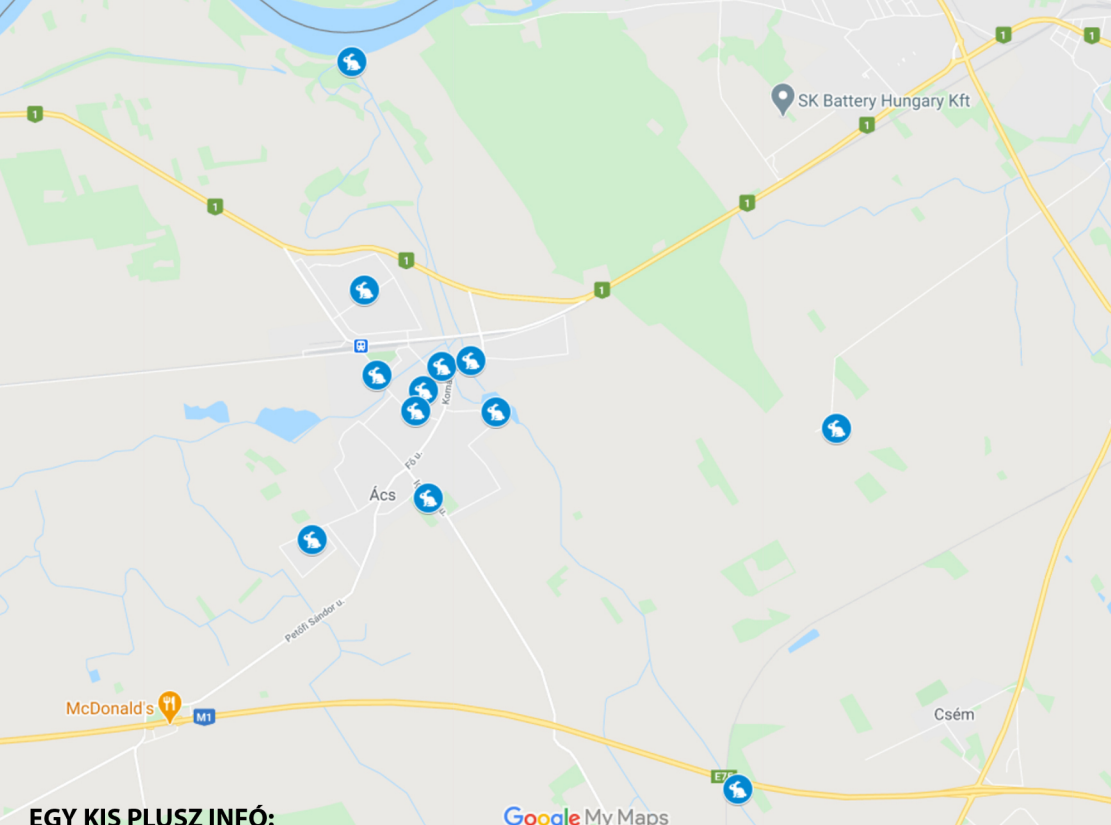 1
1
SK Battery Hungary Kft
1
1
1
1
1
1
Fő u.
Ács
Petőfi Sándor u.
McDonald's
M1
Csém
Google My Maps
EGY KIS PLUSZ INFÓ: